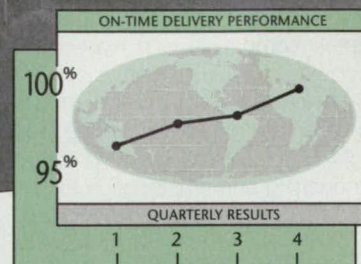 ON-TIME DELIVERY PERFORMANCE
100%
95%
QUARTERLY RESULTS
1 2 3 4